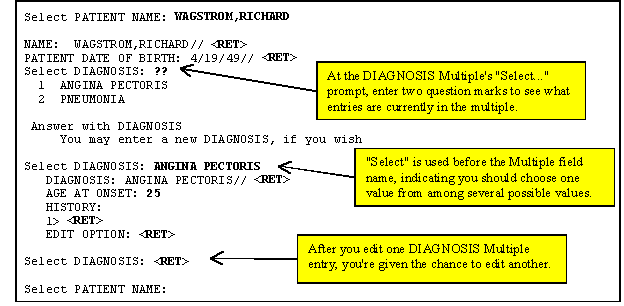 Select PATIENT NAME: WAGSTROM,RICHARD
NAME: WAGSTROM,RICHARD// <RET>
PATIENT DATE OF BIRTH: 4/19/49// <RET>
Select DIAGNOSIS: ??
1 ANGINA PECTORIS
2 PNEUMONIA
At the DIAGNOSIS Multiple's "Select..."
prompt, enter two question marks to see what
entries are currently in the multiple.
Answer with DIAGNOSIS
You may enter a new DIAGNOSIS, if you wish
Select DIAGNOSIS: ANGINA PECTORIS
DIAGNOSIS: ANGINA PECTORIS// <RET>
AGE AT ONSET: 25
HISTORY:
1> <RET>
EDIT OPTION: <RET>
"Select" is used before the Multiple field
name, indicating you should choose one
value from among several possible values.
Select DIAGNOSIS: <RET>
After you edit one DIAGNOSIS Multiple
entry, you're given the chance to edit another.
Select PATIENT NAME: